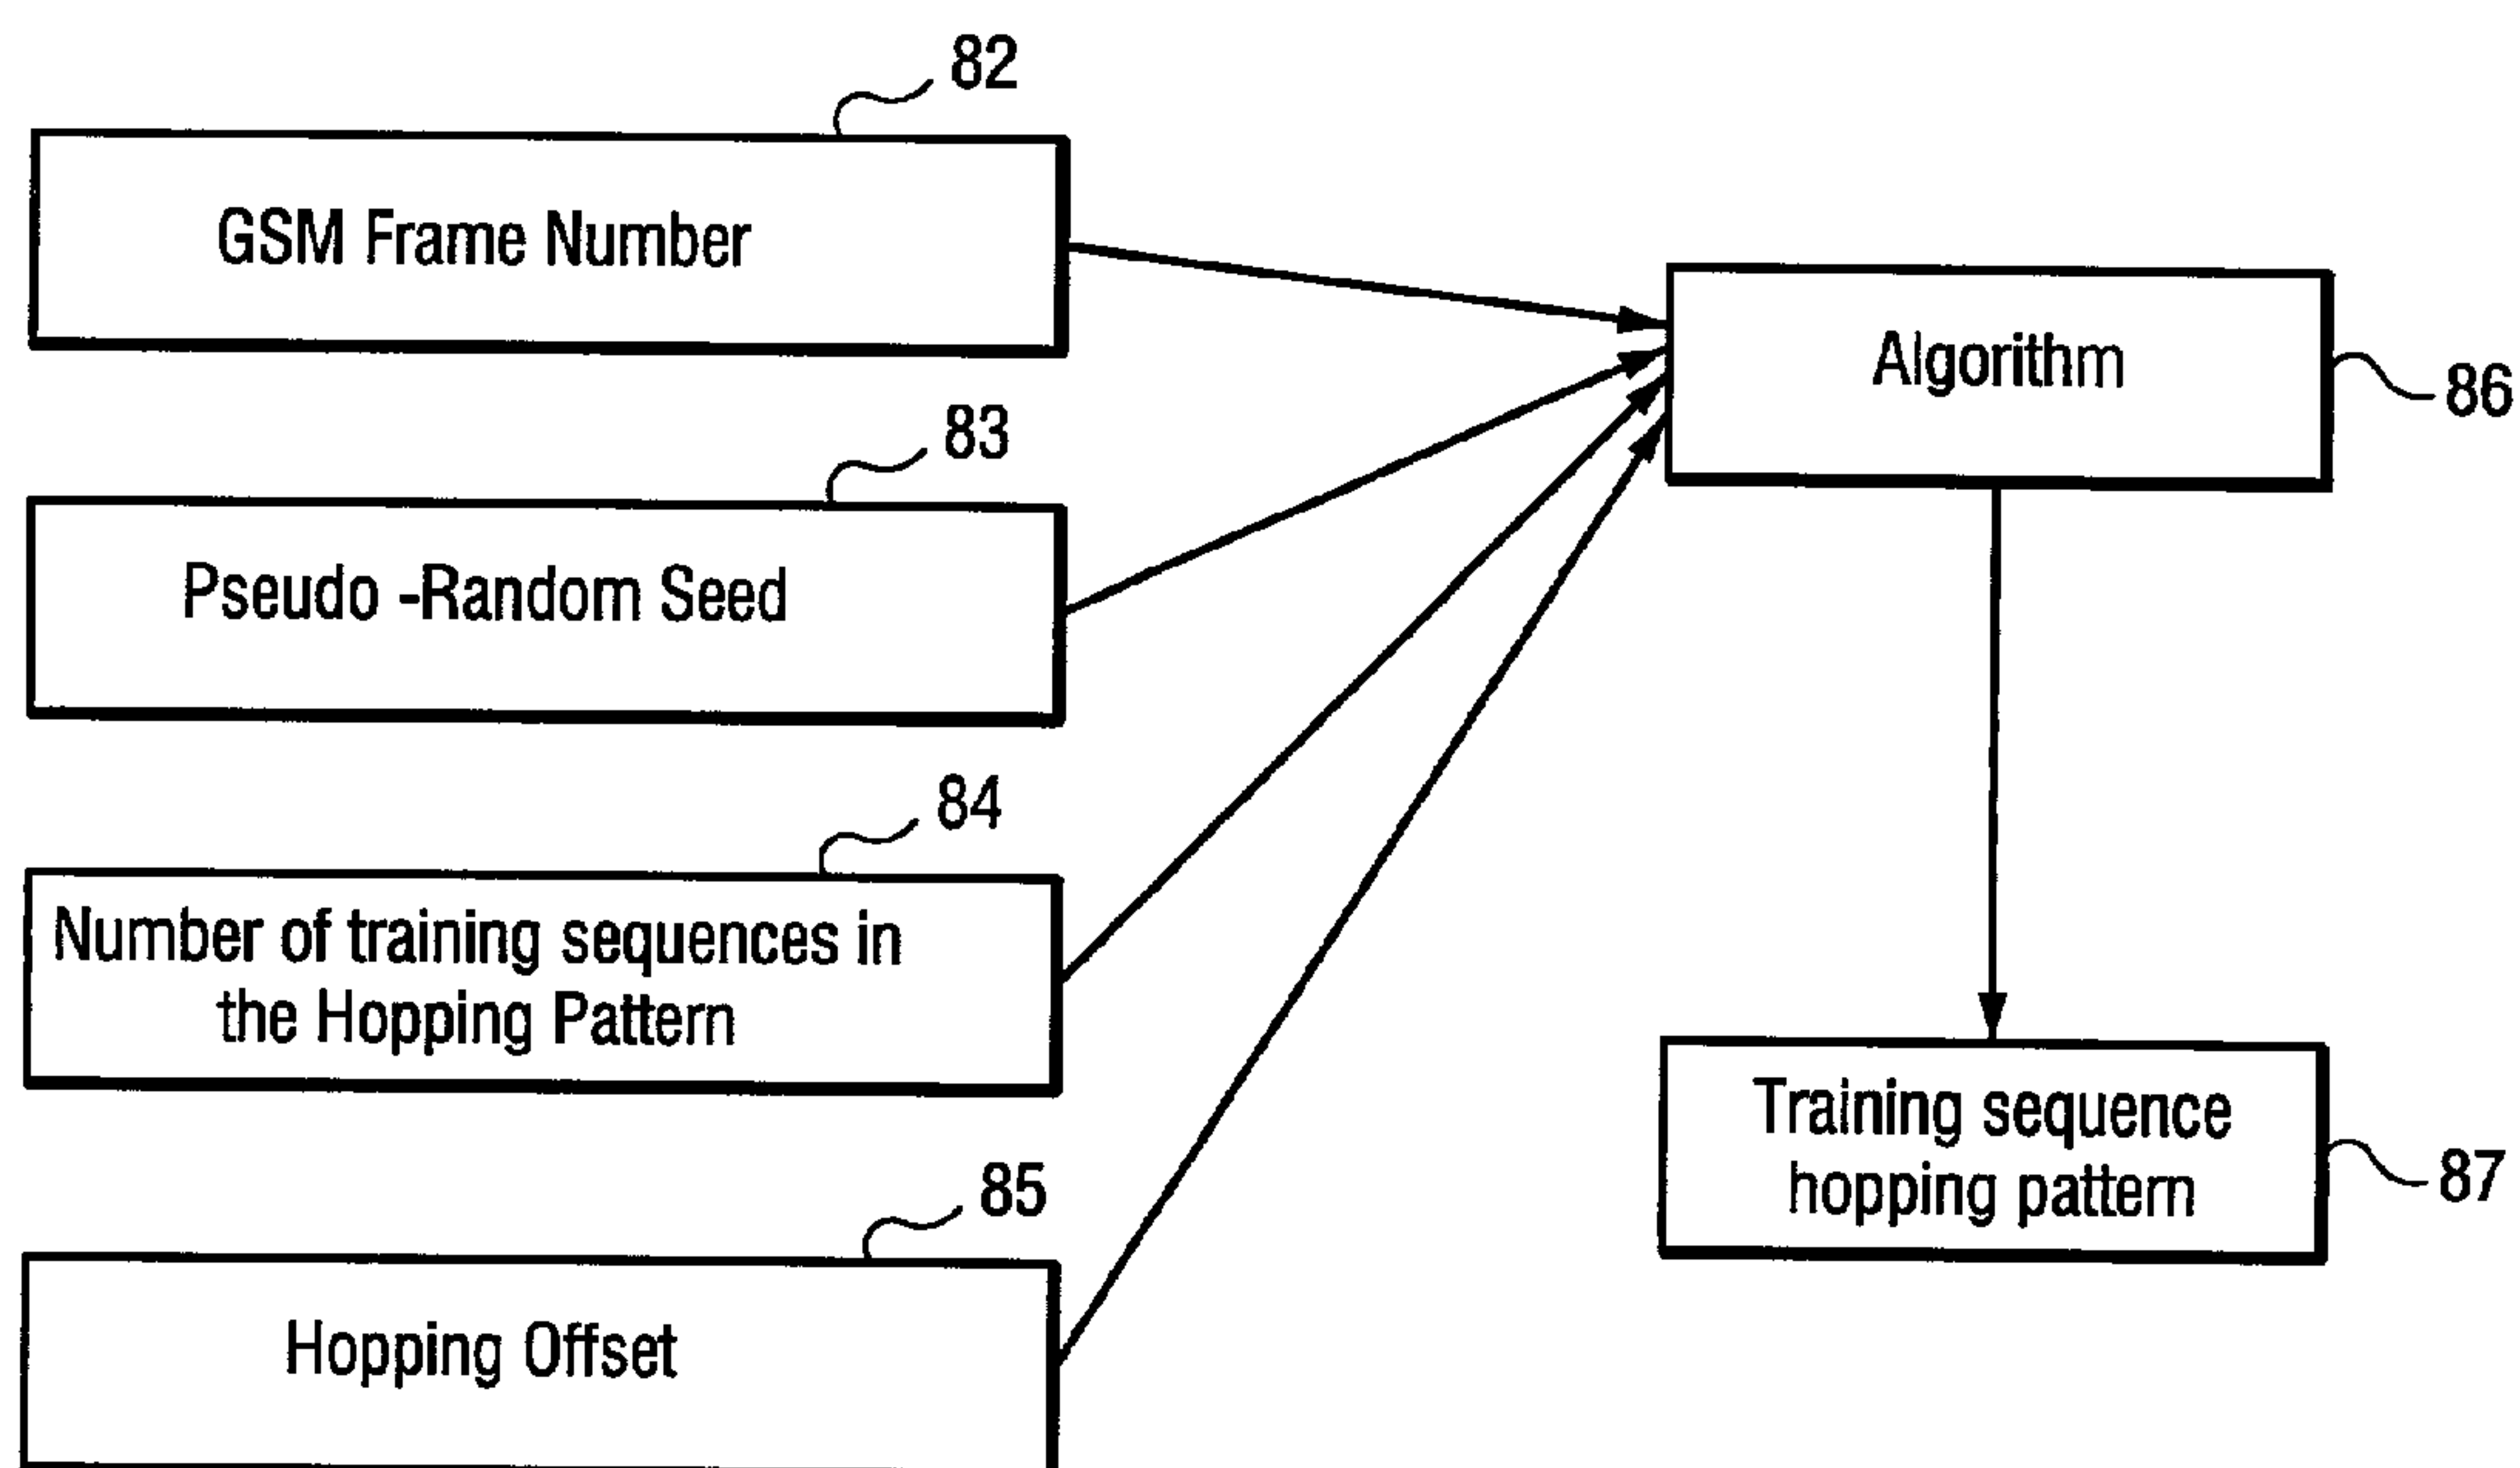 82
GSM Frame Number
83
Pseudo -Random Seed
84
Number of training sequences in
the Hopping Pattern
85
Hopping Offset
Algorithm
86
Training sequence
hopping pattern
87